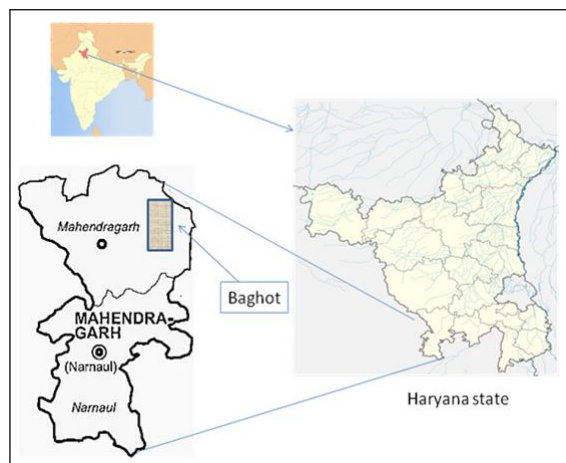 Mahendragarh
Baghot
MAHENDRA-
GARH
(Narnaul)
Narnaul
Haryana state